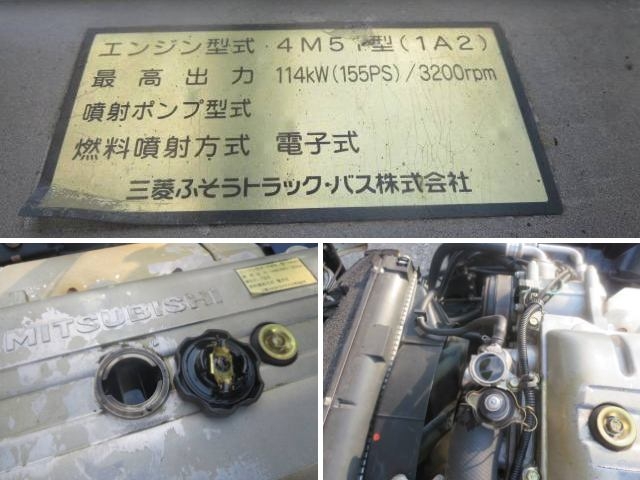 エンジン型式・4M51型(1A2)
最高出力 114kW(155PS)/3200rpm
噴射ポンプ型式
燃料噴射方式 電子式
三菱ふそうトラック・バス株式会社
MITSUBISHI